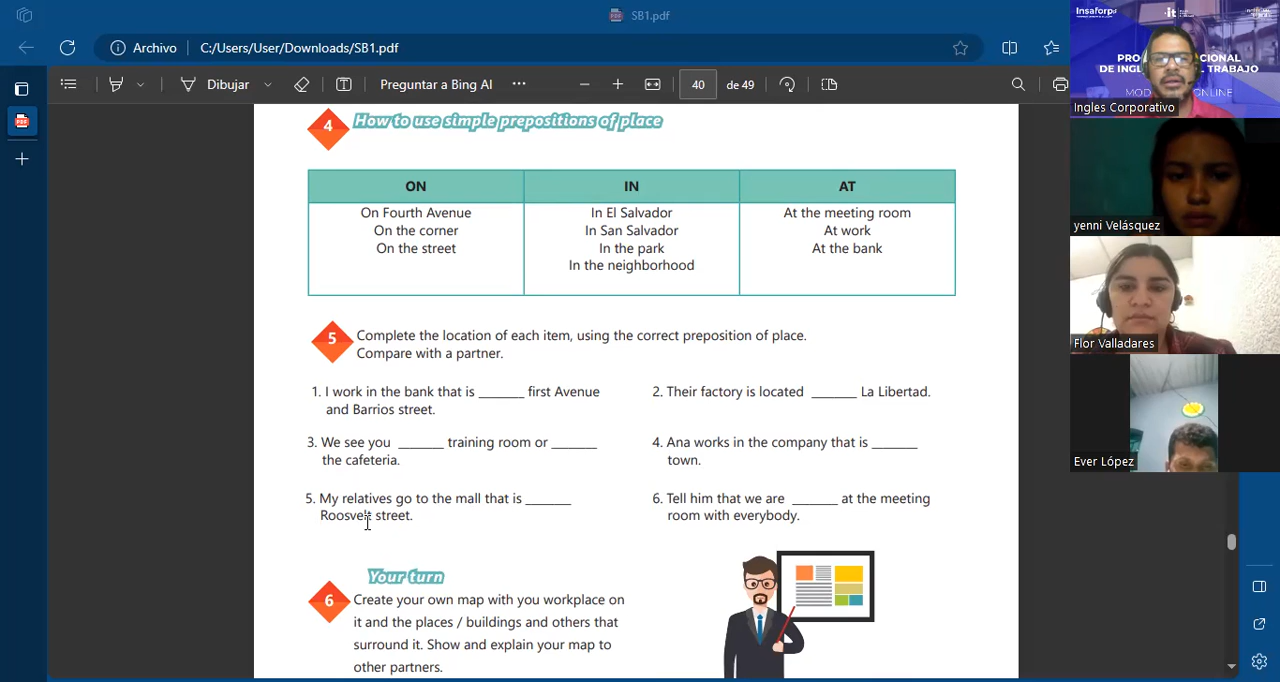 SB1.pdf
Archivo
C:/Users/User/Downloads/SB1.pdf
Dibujar
Preguntar a Bing AI
40
de 49
4 How to use simple prepositions of place
ON IN AT
On Fourth Avenue
On the corner
On the street
In El Salvador
In San Salvador
In the park
In the neighborhood
At the meeting room
At work
At the bank
5 Complete the location of each item, using the correct preposition of place.
Compare with a partner.
1. I work in the bank that is _______ first Avenue
and Barrios street.
2. Their factory is located _______ La Libertad.
3. We see you _______ training room or _______
the cafeteria.
4. Ana works in the company that is _______
town.
5. My relatives go to the mall that is _______
Roosvelt street.
6. Tell him that we are _______ at the meeting
room with everybody.
Your turn
6 Create your own map with you workplace on
it and the places / buildings and others that
surround it. Show and explain your map to
other partners.
Insaforp
.it
DE INGL
TRABAJO
Ingles Corporativo
yenni Velásquez
Flor Valladares
Ever López